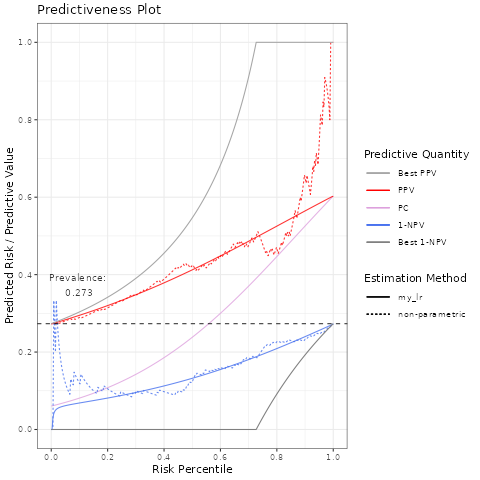 Predictiveness Plot
Predicted Risk / Predictive Value
1.0
0.8
0.6
0.4
0.2
0.0
Prevalence:
0.273
0.0 0.2 0.4 0.6 0.8 1.0
Risk Percentile
Predictive Quantity
Best PPV
PPV
PC
1-NPV
Best 1-NPV
Estimation Method
my_lr
non-parametric